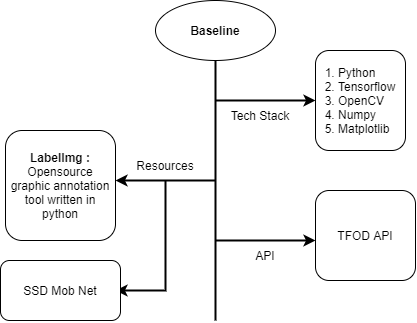 Baseline
1. Python
2. Tensorflow
3. OpenCV
4. Numpy
5. Matplotlib
Tech Stack
LabelImg :
Opensource
graphic annotation
tool written in
python
Resources
TFOD API
API
SSD Mob Net